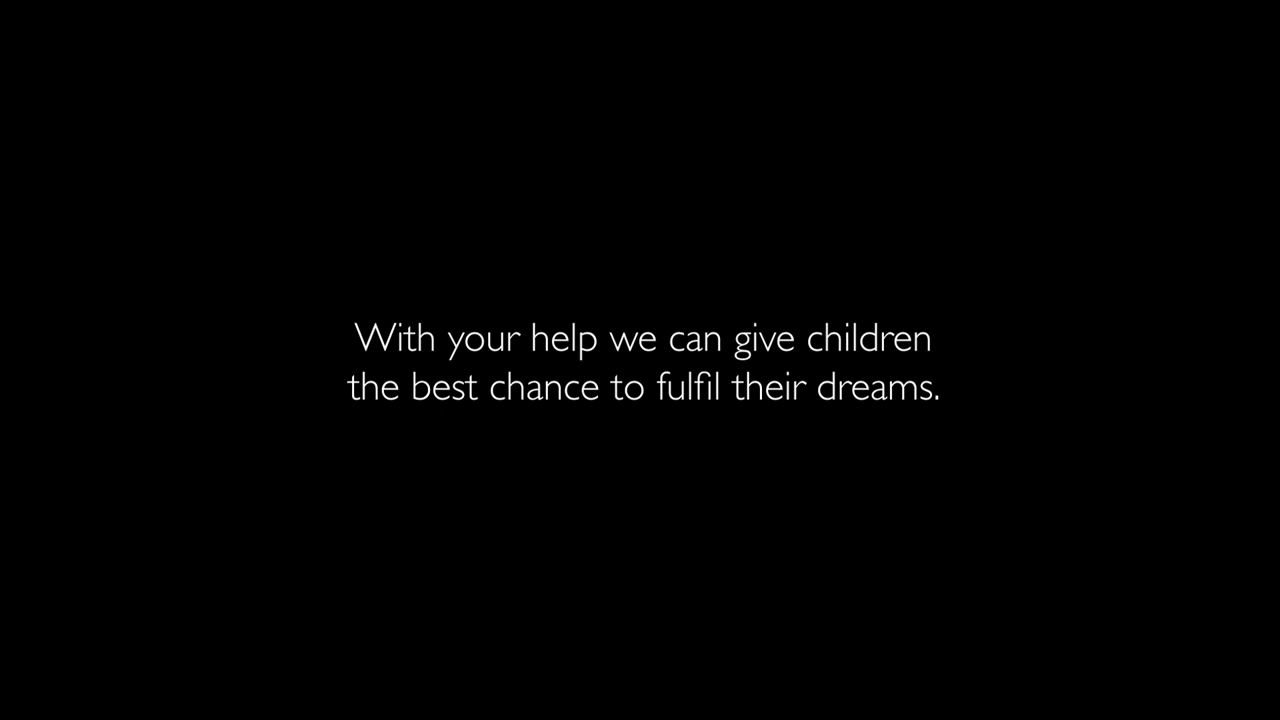 With your help we can give children
the best chance to fulfil their dreams.